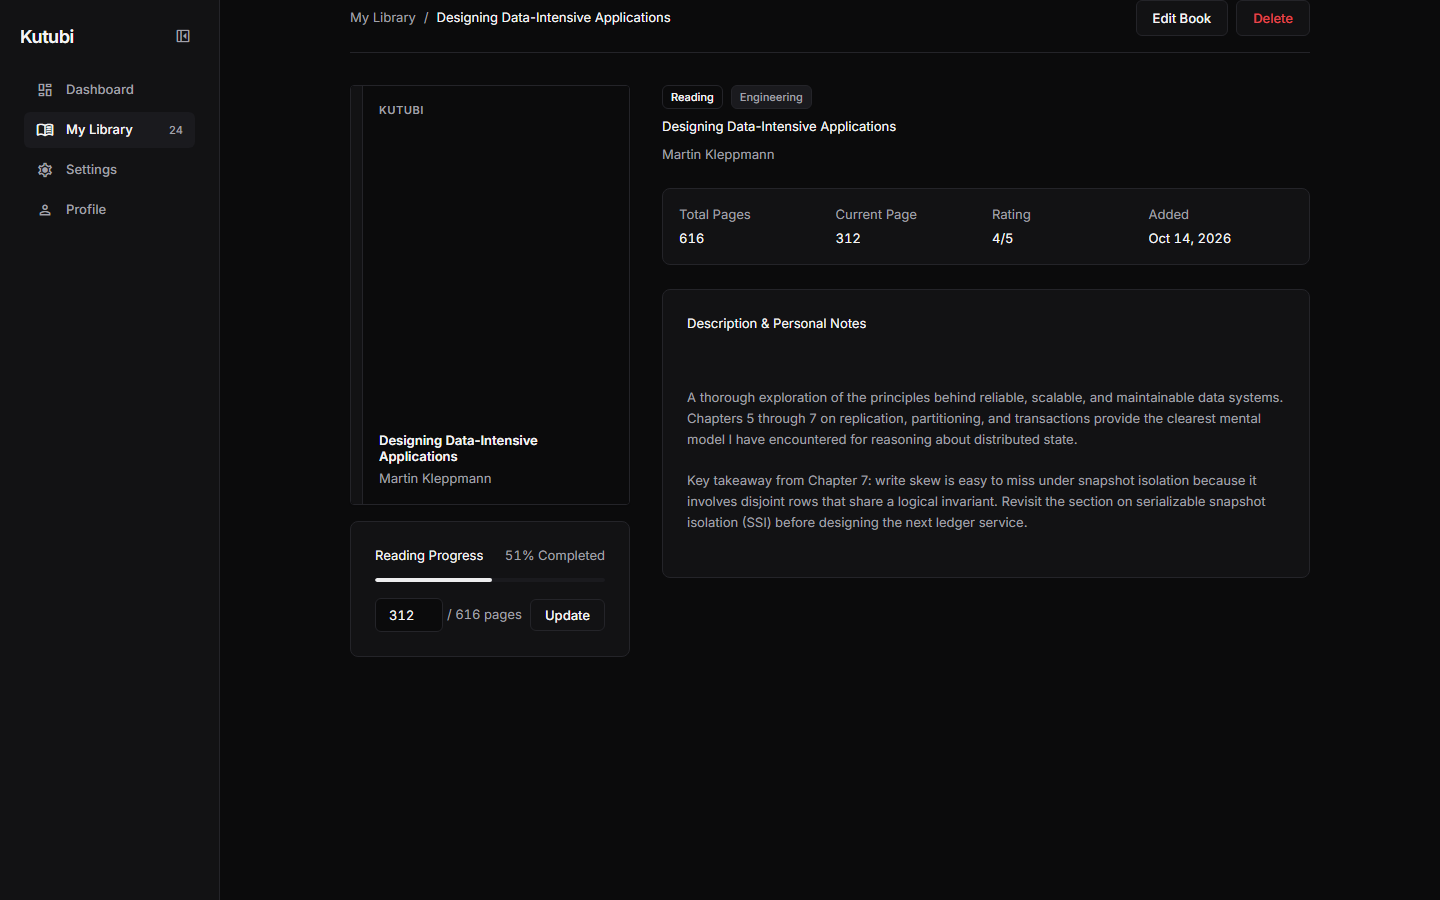 Kutubi
Dashboard
My Library 24
Settings
Profile
My Library / Designing Data-Intensive Applications
Edit Book
Delete
KUTUBI
Designing Data-Intensive
Applications
Martin Kleppmann
Reading Progress 51% Completed
312 / 616 pages Update
Reading Engineering
Designing Data-Intensive Applications
Martin Kleppmann
Total Pages Current Page Rating Added
616 312 4/5 Oct 14, 2026
Description & Personal Notes
A thorough exploration of the principles behind reliable, scalable, and maintainable data systems.
Chapters 5 through 7 on replication, partitioning, and transactions provide the clearest mental
model I have encountered for reasoning about distributed state.
Key takeaway from Chapter 7: write skew is easy to miss under snapshot isolation because it
involves disjoint rows that share a logical invariant. Revisit the section on serializable snapshot
isolation (SSI) before designing the next ledger service.